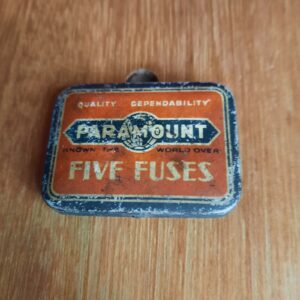 QUALITY DEPENDABILITY
PARAMOUNT
KNOWN THE WORLD OVER
FIVE FUSES